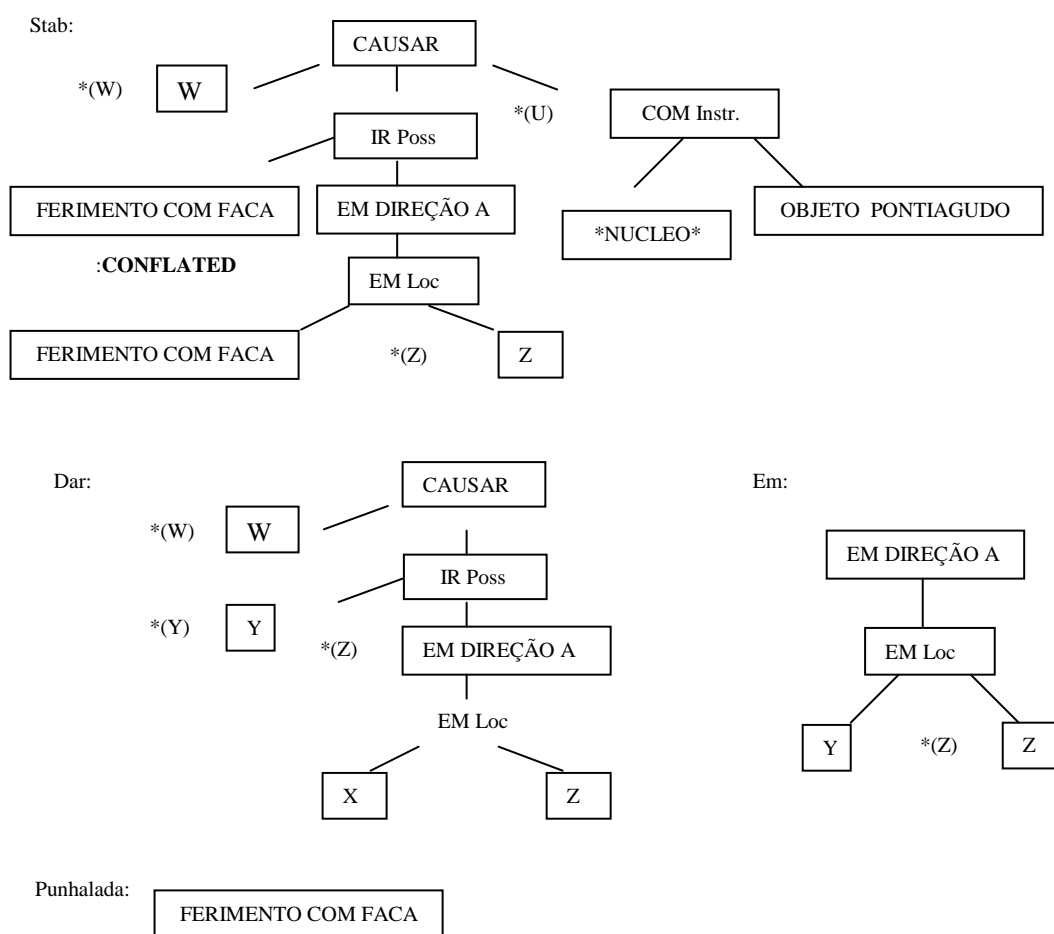 Stab:
CAUSAR
*(W) W
*(U) COM Instr.
IR Poss
FERIMENTO COM FACA EM DIREÇÃO A OBJETO PONTIAGUDO
*NUCLEO*
:CONFLATED
EM Loc
FERIMENTO COM FACA *(Z) Z
Dar:
CAUSAR
*(W) W
IR Poss
*(Y) Y
*(Z) EM DIREÇÃO A
EM Loc
X Z
Em:
EM DIREÇÃO A
EM Loc
Y *(Z) Z
Punhalada:
FERIMENTO COM FACA